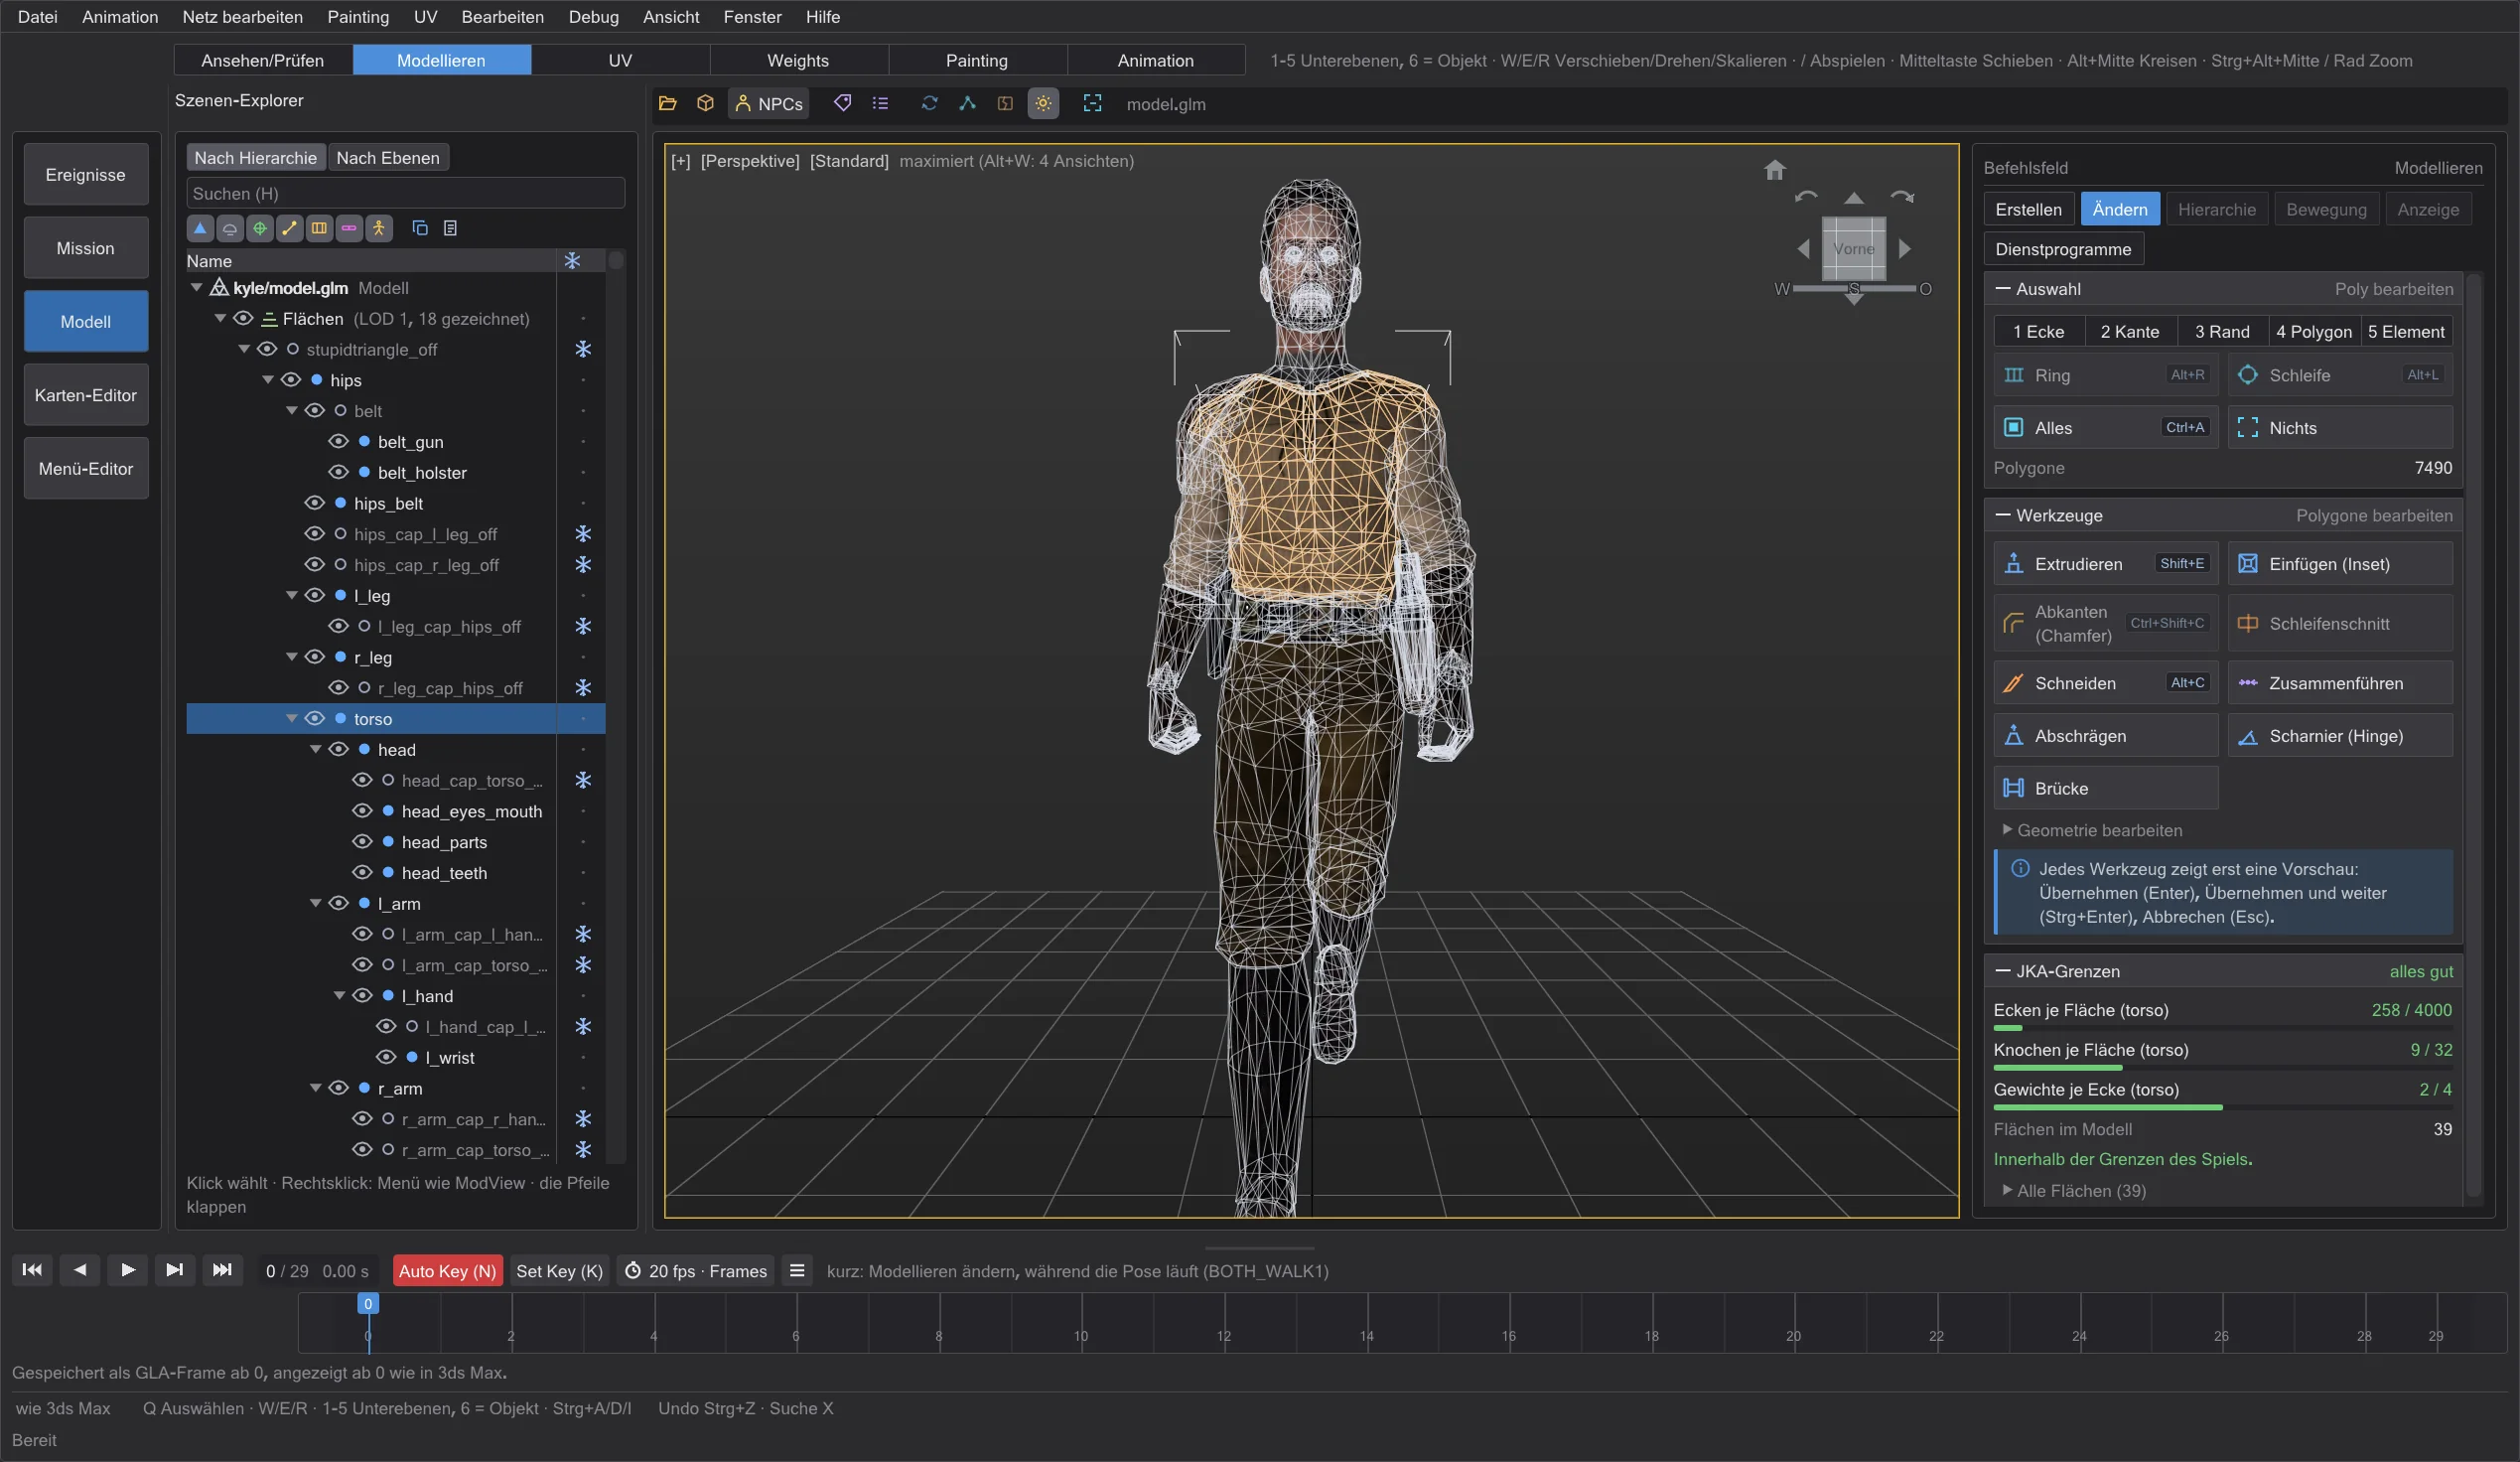 Datei Animation Netz bearbeiten Painting UV Bearbeiten Debug Ansicht Fenster Hilfe
Ansehen/Prüfen Modellieren UV Weights Painting Animation 1-5 Unterebenen, 6 = Objekt · W/E/R Verschieben/Drehen/Skalieren · / Abspielen · Mitteltaste Schieben · Alt+Mitte Kreisen · Strg+Alt+Mitte / Rad Zoom
Szenen-Explorer
NPCs model.glm
Ereignisse
Mission
Modell
Karten-Editor
Menü-Editor
Nach Hierarchie Nach Ebenen
Suchen (H)
Name
kyle/model.glm Modell
Flächen (LOD 1, 18 gezeichnet)
stupidtriangle_off
hips
belt
belt_gun
belt_holster
hips_belt
hips_cap_l_leg_off
hips_cap_r_leg_off
l_leg
l_leg_cap_hips_off
r_leg
r_leg_cap_hips_off
torso
head
head_cap_torso_...
head_eyes_mouth
head_parts
head_teeth
l_arm
l_arm_cap_l_han...
l_arm_cap_torso_...
l_hand
l_hand_cap_l_...
l_wrist
r_arm
r_arm_cap_r_han...
r_arm_cap_torso_...
Klick wählt · Rechtsklick: Menü wie ModView · die Pfeile
klappen
[+] [Perspektive] [Standard] maximiert (Alt+W: 4 Ansichten)
Vorne
W S O
Befehlsfeld Modellieren
Erstellen Ändern Hierarchie Bewegung Anzeige
Dienstprogramme
Auswahl Poly bearbeiten
1 Ecke 2 Kante 3 Rand 4 Polygon 5 Element
Ring Alt+R Schleife Alt+L
Alles Ctrl+A Nichts
Polygone 7490
Werkzeuge Polygone bearbeiten
Extrudieren Shift+E Einfügen (Inset)
Abkanten
(Chamfer) Ctrl+Shift+C Schleifenschnitt
Schneiden Alt+C Zusammenführen
Abschrägen Scharnier (Hinge)
Brücke
Geometrie bearbeiten
Jedes Werkzeug zeigt erst eine Vorschau:
Übernehmen (Enter), Übernehmen und weiter
(Strg+Enter), Abbrechen (Esc).
JKA-Grenzen alles gut
Ecken je Fläche (torso) 258 / 4000
Knochen je Fläche (torso) 9 / 32
Gewichte je Ecke (torso) 2 / 4
Flächen im Modell 39
Innerhalb der Grenzen des Spiels.
Alle Flächen (39)
0 / 29 0.00 s Auto Key (N) Set Key (K) 20 fps · Frames kurz: Modellieren ändern, während die Pose läuft (BOTH_WALK1)
0
0 2 4 6 8 10 12 14 16 18 20 22 24 26 28 29
Gespeichert als GLA-Frame ab 0, angezeigt ab 0 wie in 3ds Max.
wie 3ds Max Q Auswählen · W/E/R · 1-5 Unterebenen, 6 = Objekt · Strg+A/D/I Undo Strg+Z · Suche X
Bereit